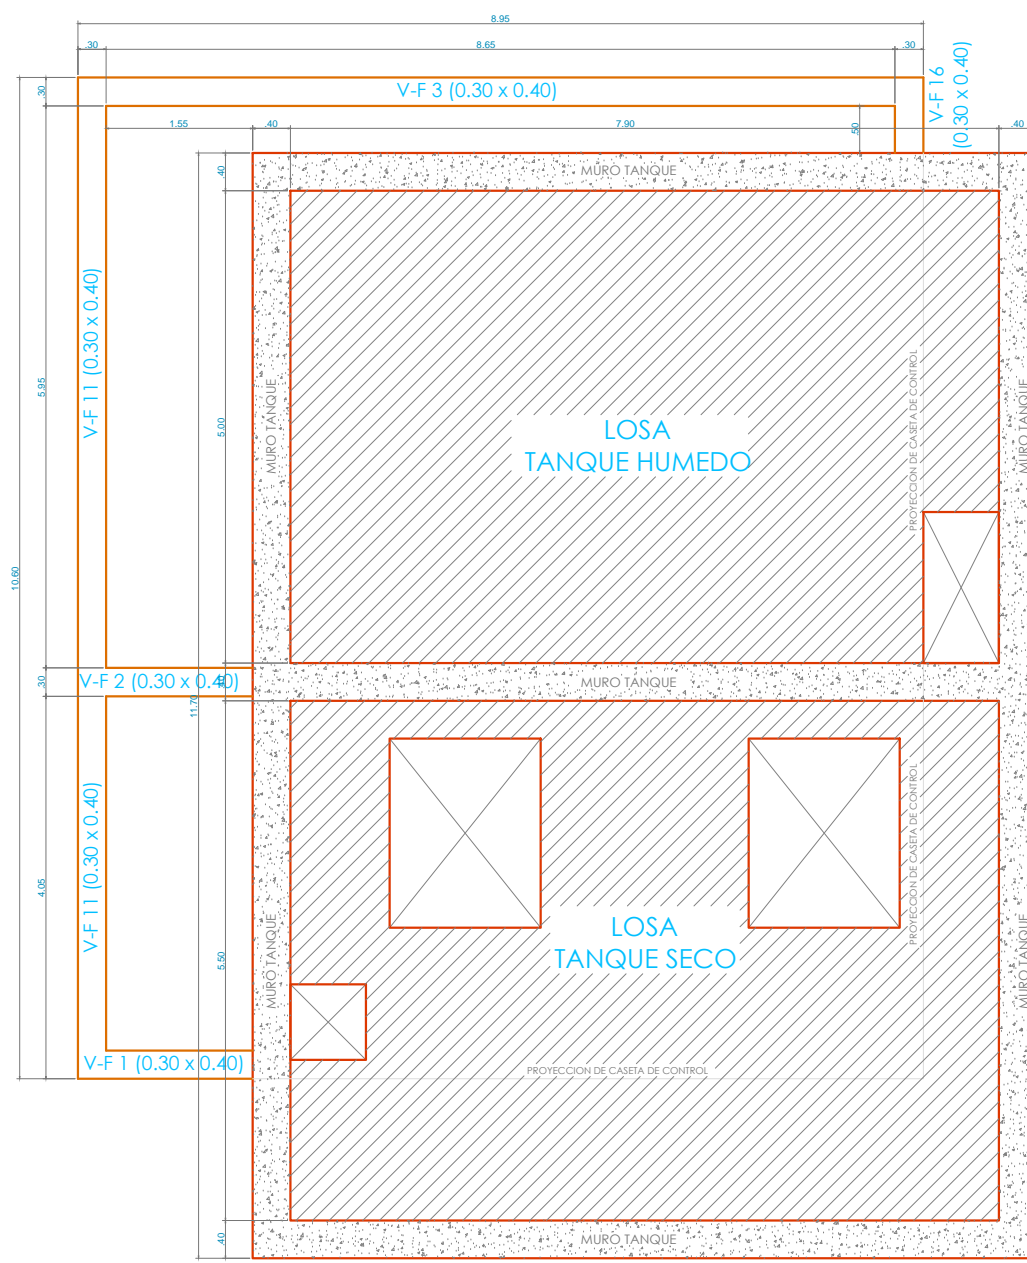 8.95
.30
8.65
.30
V-F 3 (0.30 x 0.40)
V-F 16
(0.30 x 0.40)
.30
1.55
.40
7.90
.50
.40
MURO TANQUE
.40
V-F 11 (0.30 x 0.40)
5.95
5.00
MURO TANQUE
LOSA
TANQUE HUMEDO
PROYECCION DE CASETA DE CONTROL
MURO TANQUE
10.60
.30
V-F 2 (0.30 x 0.40)
MURO TANQUE
11.70
V-F 11 (0.30 x 0.40)
4.05
PROYECCION DE CASETA DE CONTROL
LOSA
TANQUE SECO
MURO TANQUE
MURO TANQUE
5.50
V-F 1 (0.30 x 0.40)
PROYECCION DE CASETA DE CONTROL
.40
MURO TANQUE